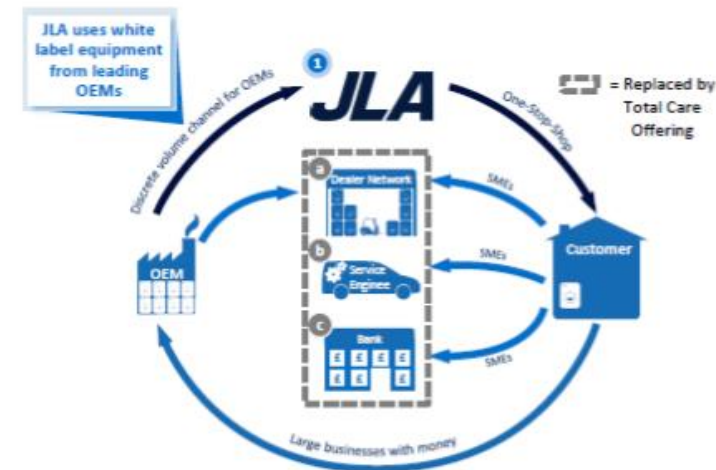 JLA uses white
label equipment
from leading
OEMs
1
JLA
= Replaced by
Total Care
Offering
Discrete volume channel for OEMs
One-Stop-Shop
a
Dealer Network
SMEs
b
Service
Enginee
SMEs
OEM
Customer
c
Bank
£ £ £ £
£ £ £
SMEs
Large businesses with money